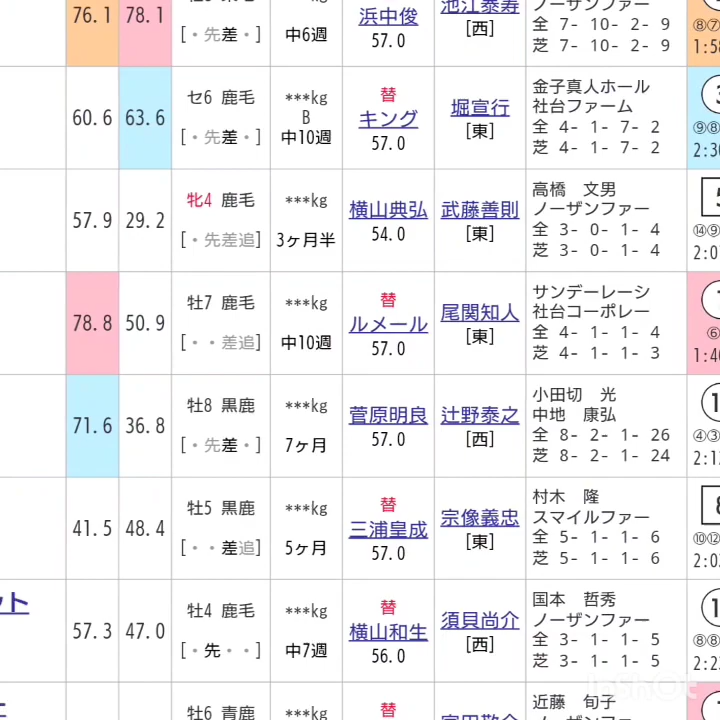 76.1 78.1 [・先差・] 中6週 浜中俊 57.0 池江泰寿 [西] ノーザンファー
全 7- 10- 2- 9
芝 7- 10- 2- 9
1:58
60.6 63.6 セ6 鹿毛 [・先差・] ***kg B 中10週 替 キング 57.0 堀宣行 [東] 金子真人ホール
社台ファーム
全 4- 1- 7- 2
芝 4- 1- 7- 2
⑨⑧
2:30
57.9 29.2 牝4 鹿毛 [・先差追] ***kg 3ヶ月半 横山典弘 54.0 武藤善則 [東] 高橋 文男
ノーザンファー
全 3- 0- 1- 4
芝 3- 0- 1- 4
⑭⑨
78.8 50.9 牡7 鹿毛 [・・差追] ***kg 中10週 替 ルメール 57.0 尾関知人 [東] サンデーレーシ
社台コーポレー
全 4- 1- 1- 4
芝 4- 1- 1- 3
⑥
71.6 36.8 牡8 黒鹿 [・先差・] ***kg 7ヶ月 菅原明良 57.0 辻野泰之 [西] 小田切 光
中地 康弘
全 8- 2- 1- 26
芝 8- 2- 1- 24
41.5 48.4 牡5 黒鹿 [・・差追] ***kg 5ヶ月 替 三浦皇成 57.0 宗像義忠 [東] 村木 隆
スマイルファー
全 5- 1- 1- 6
芝 5- 1- 1- 6
⑩⑫
ット 57.3 47.0 牡4 鹿毛 [・先・・] ***kg 中7週 替 横山和生 56.0 須貝尚介 [西] 国本 哲秀
ノーザンファー
全 3- 1- 1- 5
芝 3- 1- 1- 5
⑧⑧
牡6 青鹿 ***kg 替 近藤 旬子
InShOt